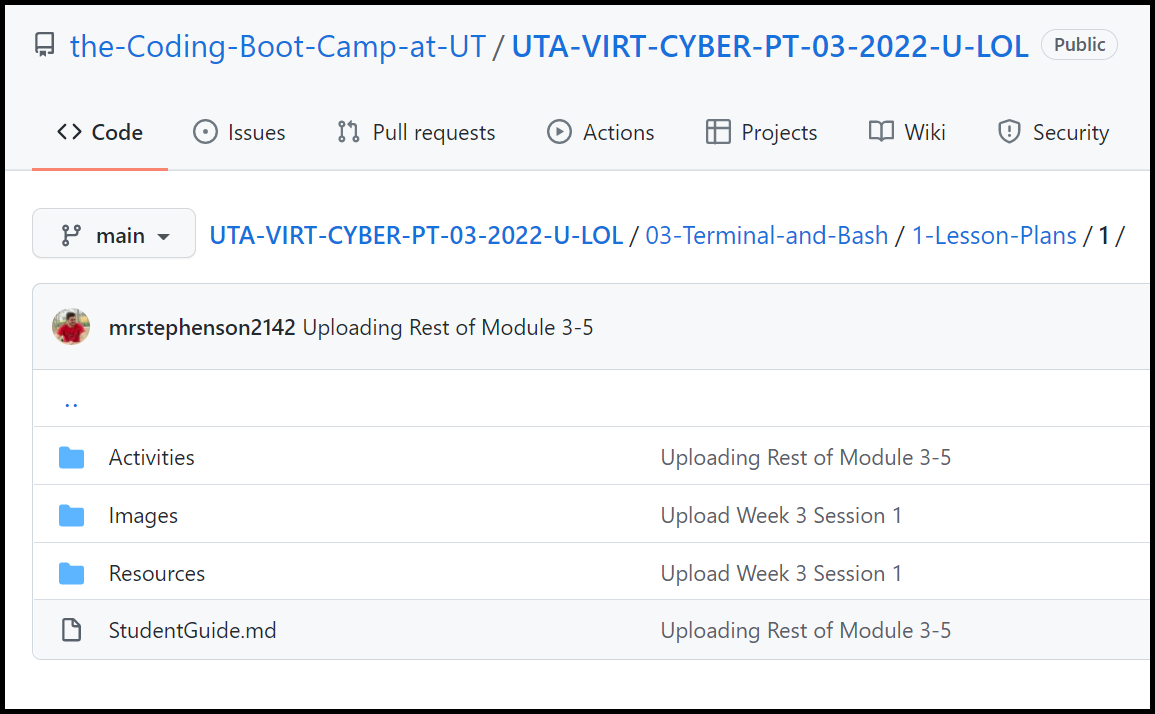 the-Coding-Boot-Camp-at-UT / UTA-VIRT-CYBER-PT-03-2022-U-LOL Public
Code Issues Pull requests Actions Projects Wiki Security
main UTA-VIRT-CYBER-PT-03-2022-U-LOL / 03-Terminal-and-Bash / 1-Lesson-Plans / 1 /
mrstephenson2142 Uploading Rest of Module 3-5
..
Activities Uploading Rest of Module 3-5
Images Upload Week 3 Session 1
Resources Upload Week 3 Session 1
StudentGuide.md Uploading Rest of Module 3-5